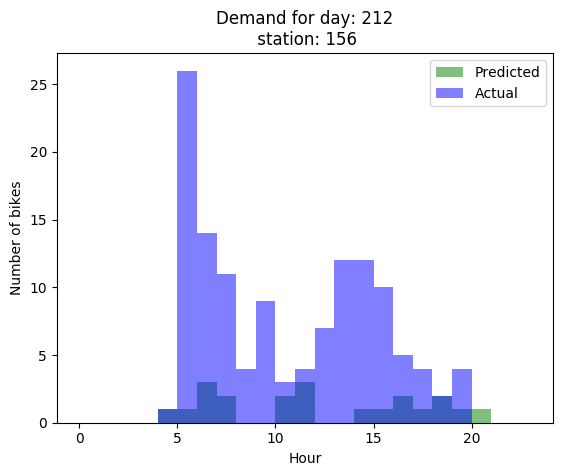 Demand for day: 212
station: 156
Predicted
Actual
Number of bikes
25
20
15
10
5
0
0
5
10
15
20
Hour